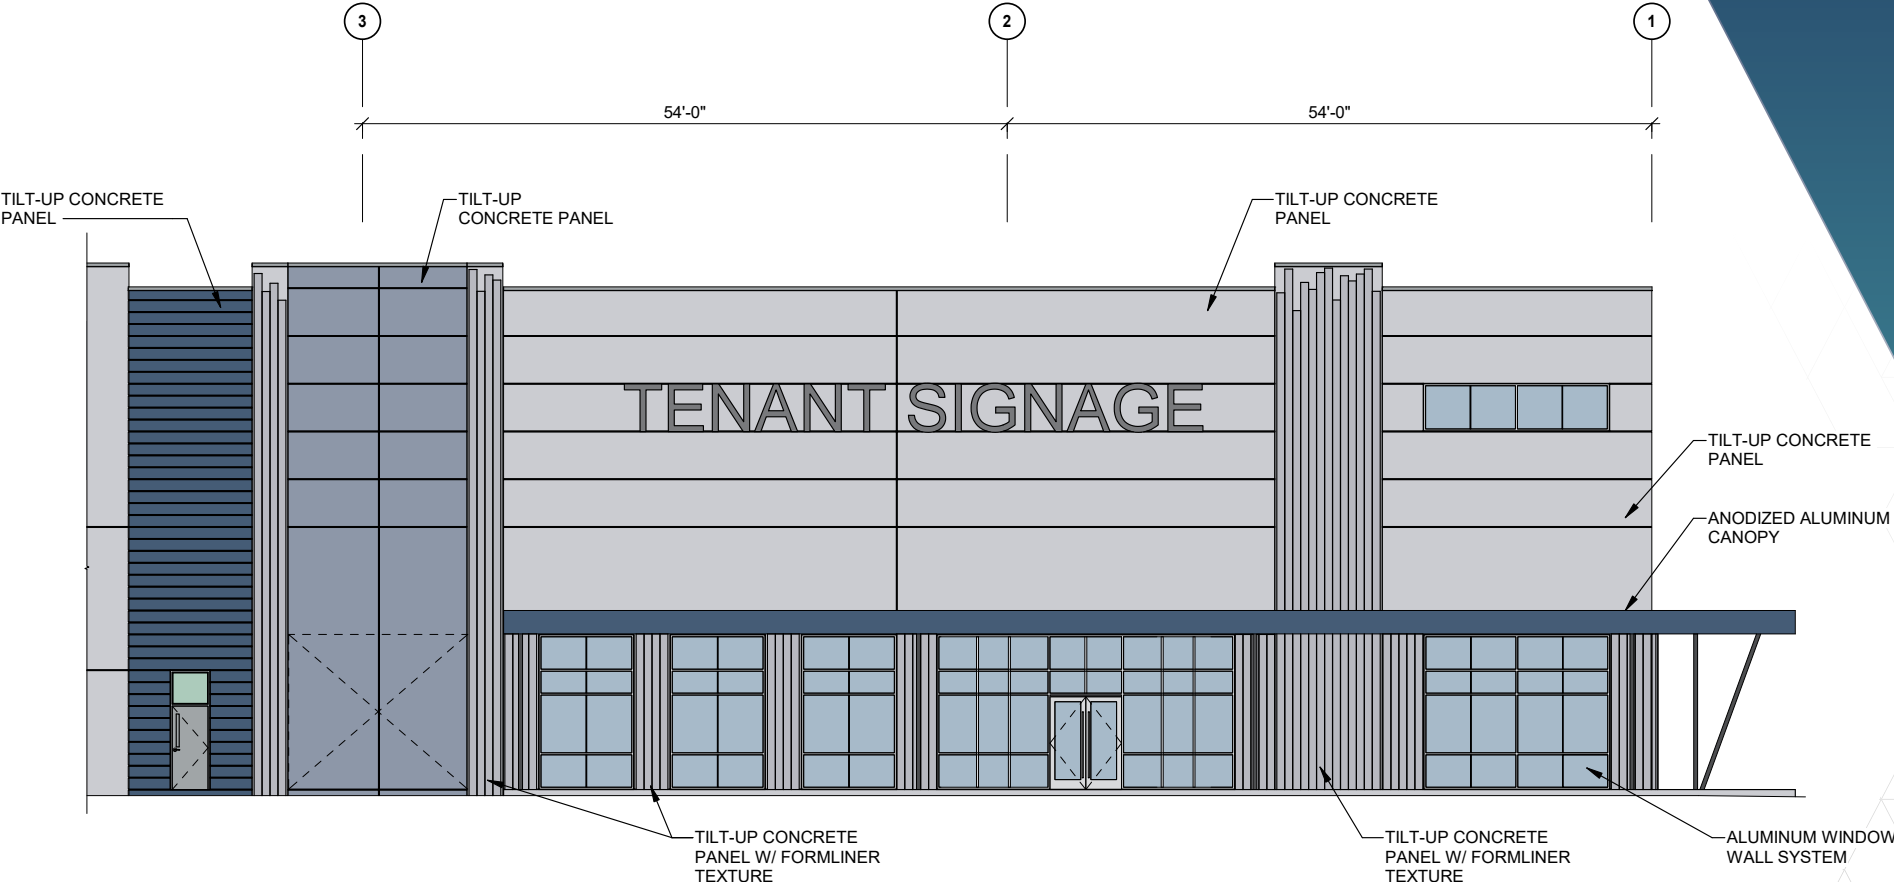 3
2
1
54'-0"
54'-0"
TILT-UP CONCRETE
PANEL
TILT-UP
CONCRETE PANEL
TILT-UP CONCRETE
PANEL
TENANT SIGNAGE
TILT-UP CONCRETE
PANEL
ANODIZED ALUMINUM
CANOPY
TILT-UP CONCRETE
PANEL W/ FORMLINER
TEXTURE
TILT-UP CONCRETE
PANEL W/ FORMLINER
TEXTURE
ALUMINUM WINDOW
WALL SYSTEM